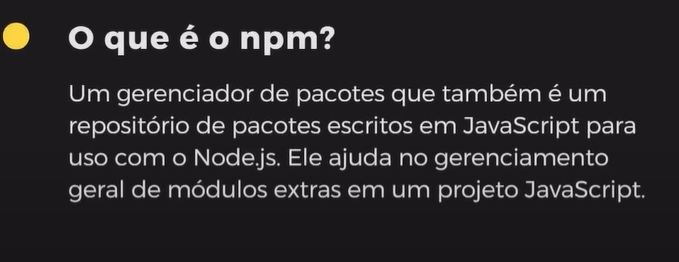 O que é o npm?
Um gerenciador de pacotes que também é um
repositório de pacotes escritos em JavaScript para
uso com o Node.js. Ele ajuda no gerenciamento
geral de módulos extras em um projeto JavaScript.